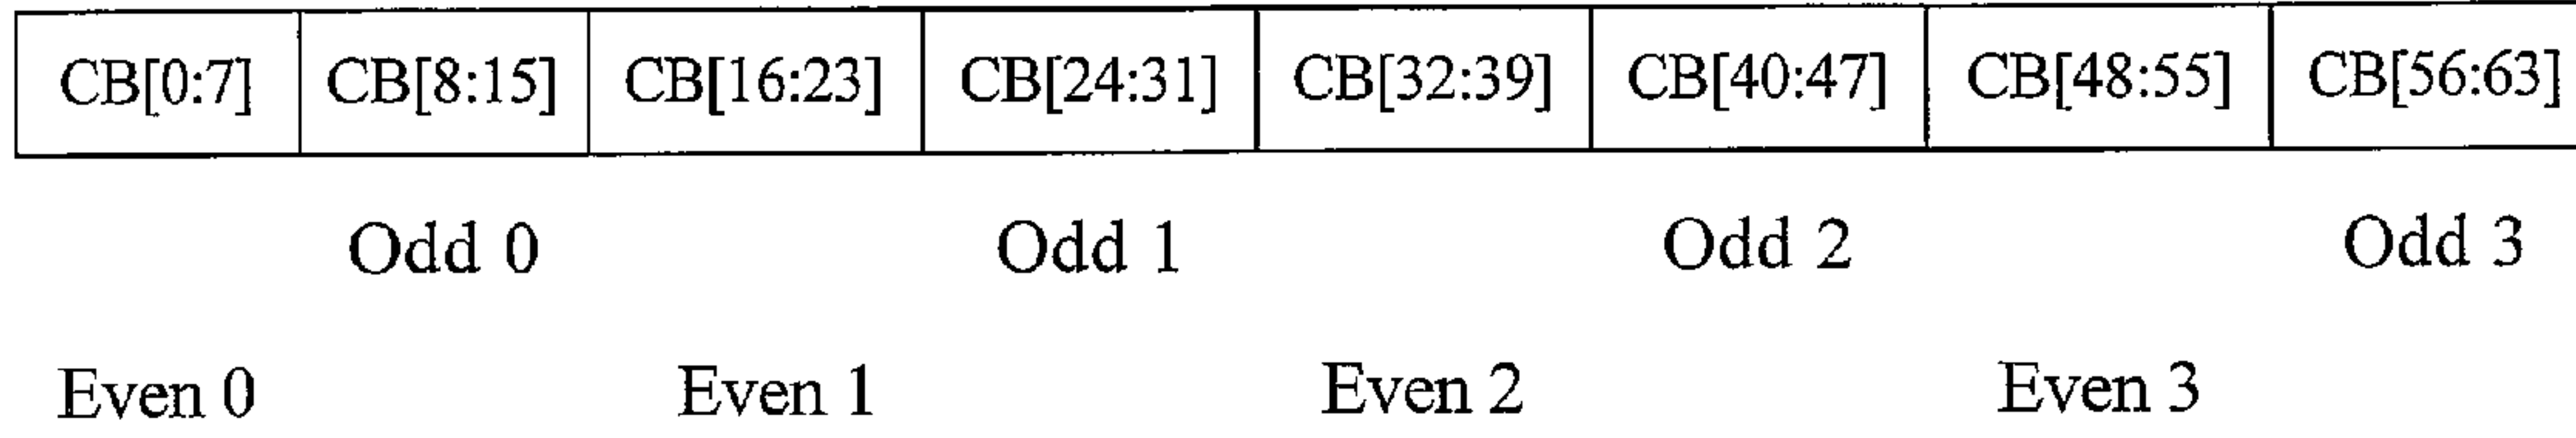 CB[0:7] CB[8:15] CB[16:23] CB[24:31] CB[32:39] CB[40:47] CB[48:55] CB[56:63]
Odd 0 Odd 1 Odd 2 Odd 3
Even 0 Even 1 Even 2 Even 3